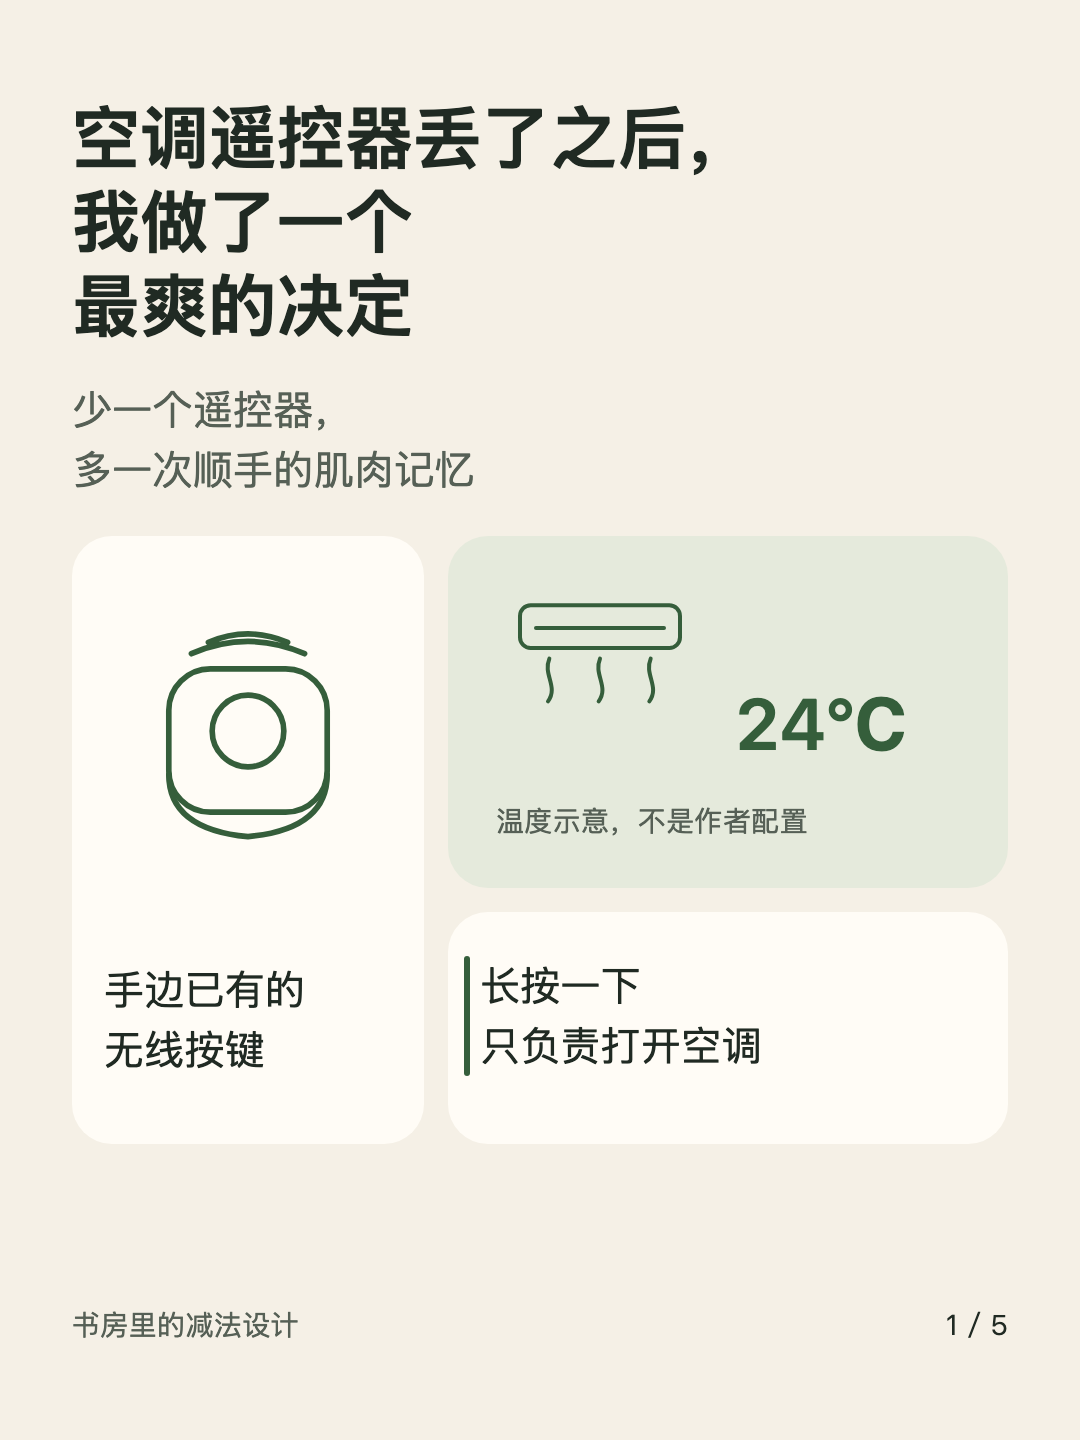 空调遥控器丢了之后，
我做了一个
最爽的决定
少一个遥控器，
多一次顺手的肌肉记忆
24°C
温度示意，不是作者配置
手边已有的
无线按键
长按一下
只负责打开空调
书房里的减法设计
1 / 5